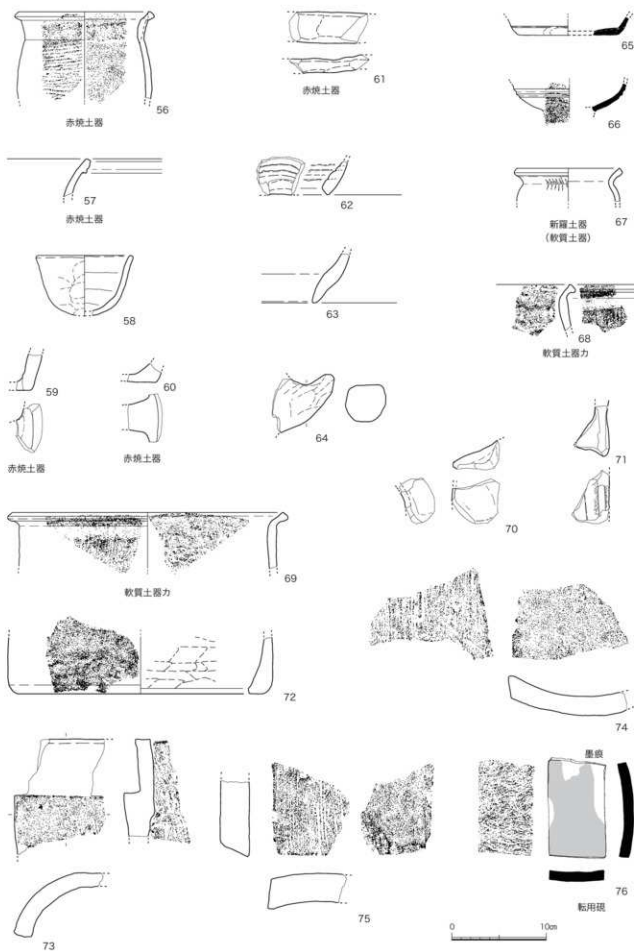 56
赤焼土器
61
赤焼土器
65
66
57
赤焼土器
62
67
新羅土器
(軟質土器)
58
63
68
軟質土器カ
59
赤焼土器
60
赤焼土器
64
70
71
69
軟質土器カ
72
74
73
75
墨痕
76
転用硯
0
10cm